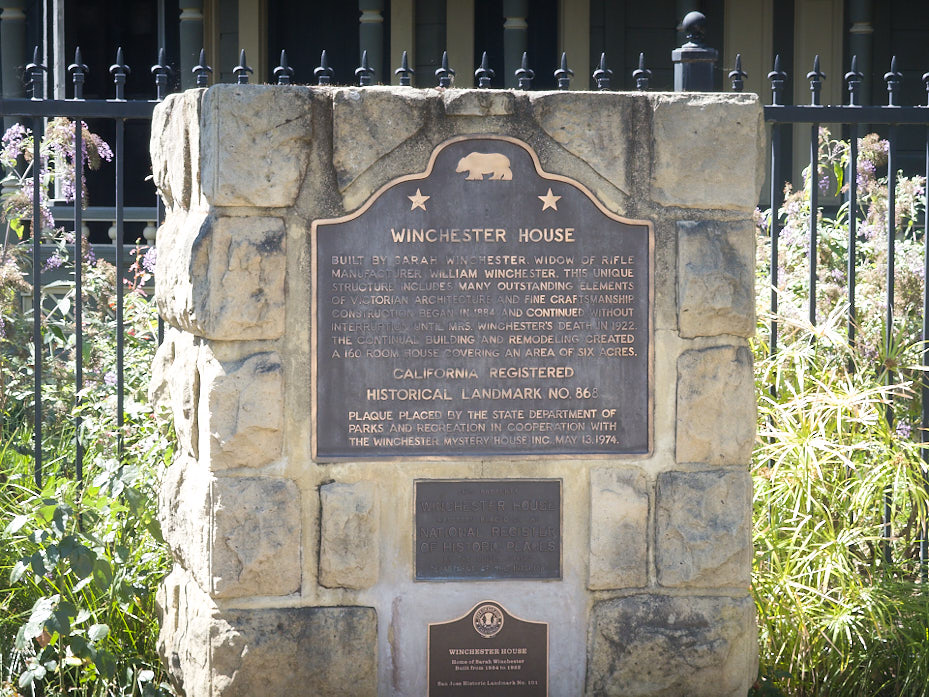 WINCHESTER HOUSE
BUILT BY SARAH WINCHESTER, WIDOW OF RIFLE
MANUFACTURER WILLIAM WINCHESTER. THIS UNIQUE
STRUCTURE INCLUDES MANY OUTSTANDING ELEMENTS
OF VICTORIAN ARCHITECTURE AND FINE CRAFTSMANSHIP
CONSTRUCTION BEGAN IN 1884 AND CONTINUED WITHOUT
INTERRUPTION UNTIL MRS. WINCHESTER'S DEATH IN 1922.
THE CONTINUAL BUILDING AND REMODELING CREATED
A 160 ROOM HOUSE COVERING AN AREA OF SIX ACRES.
CALIFORNIA REGISTERED
HISTORICAL LANDMARK NO. 868
PLAQUE PLACED BY THE STATE DEPARTMENT OF
PARKS AND RECREATION IN COOPERATION WITH
THE WINCHESTER MYSTERY HOUSE INC. MAY 13, 1974.
WINCHESTER HOUSE
NATIONAL REGISTER
OF HISTORIC PLACES
WINCHESTER HOUSE
Home of Sarah Winchester
Built from 1884 to 1922
San Jose Historic Landmark No. 101